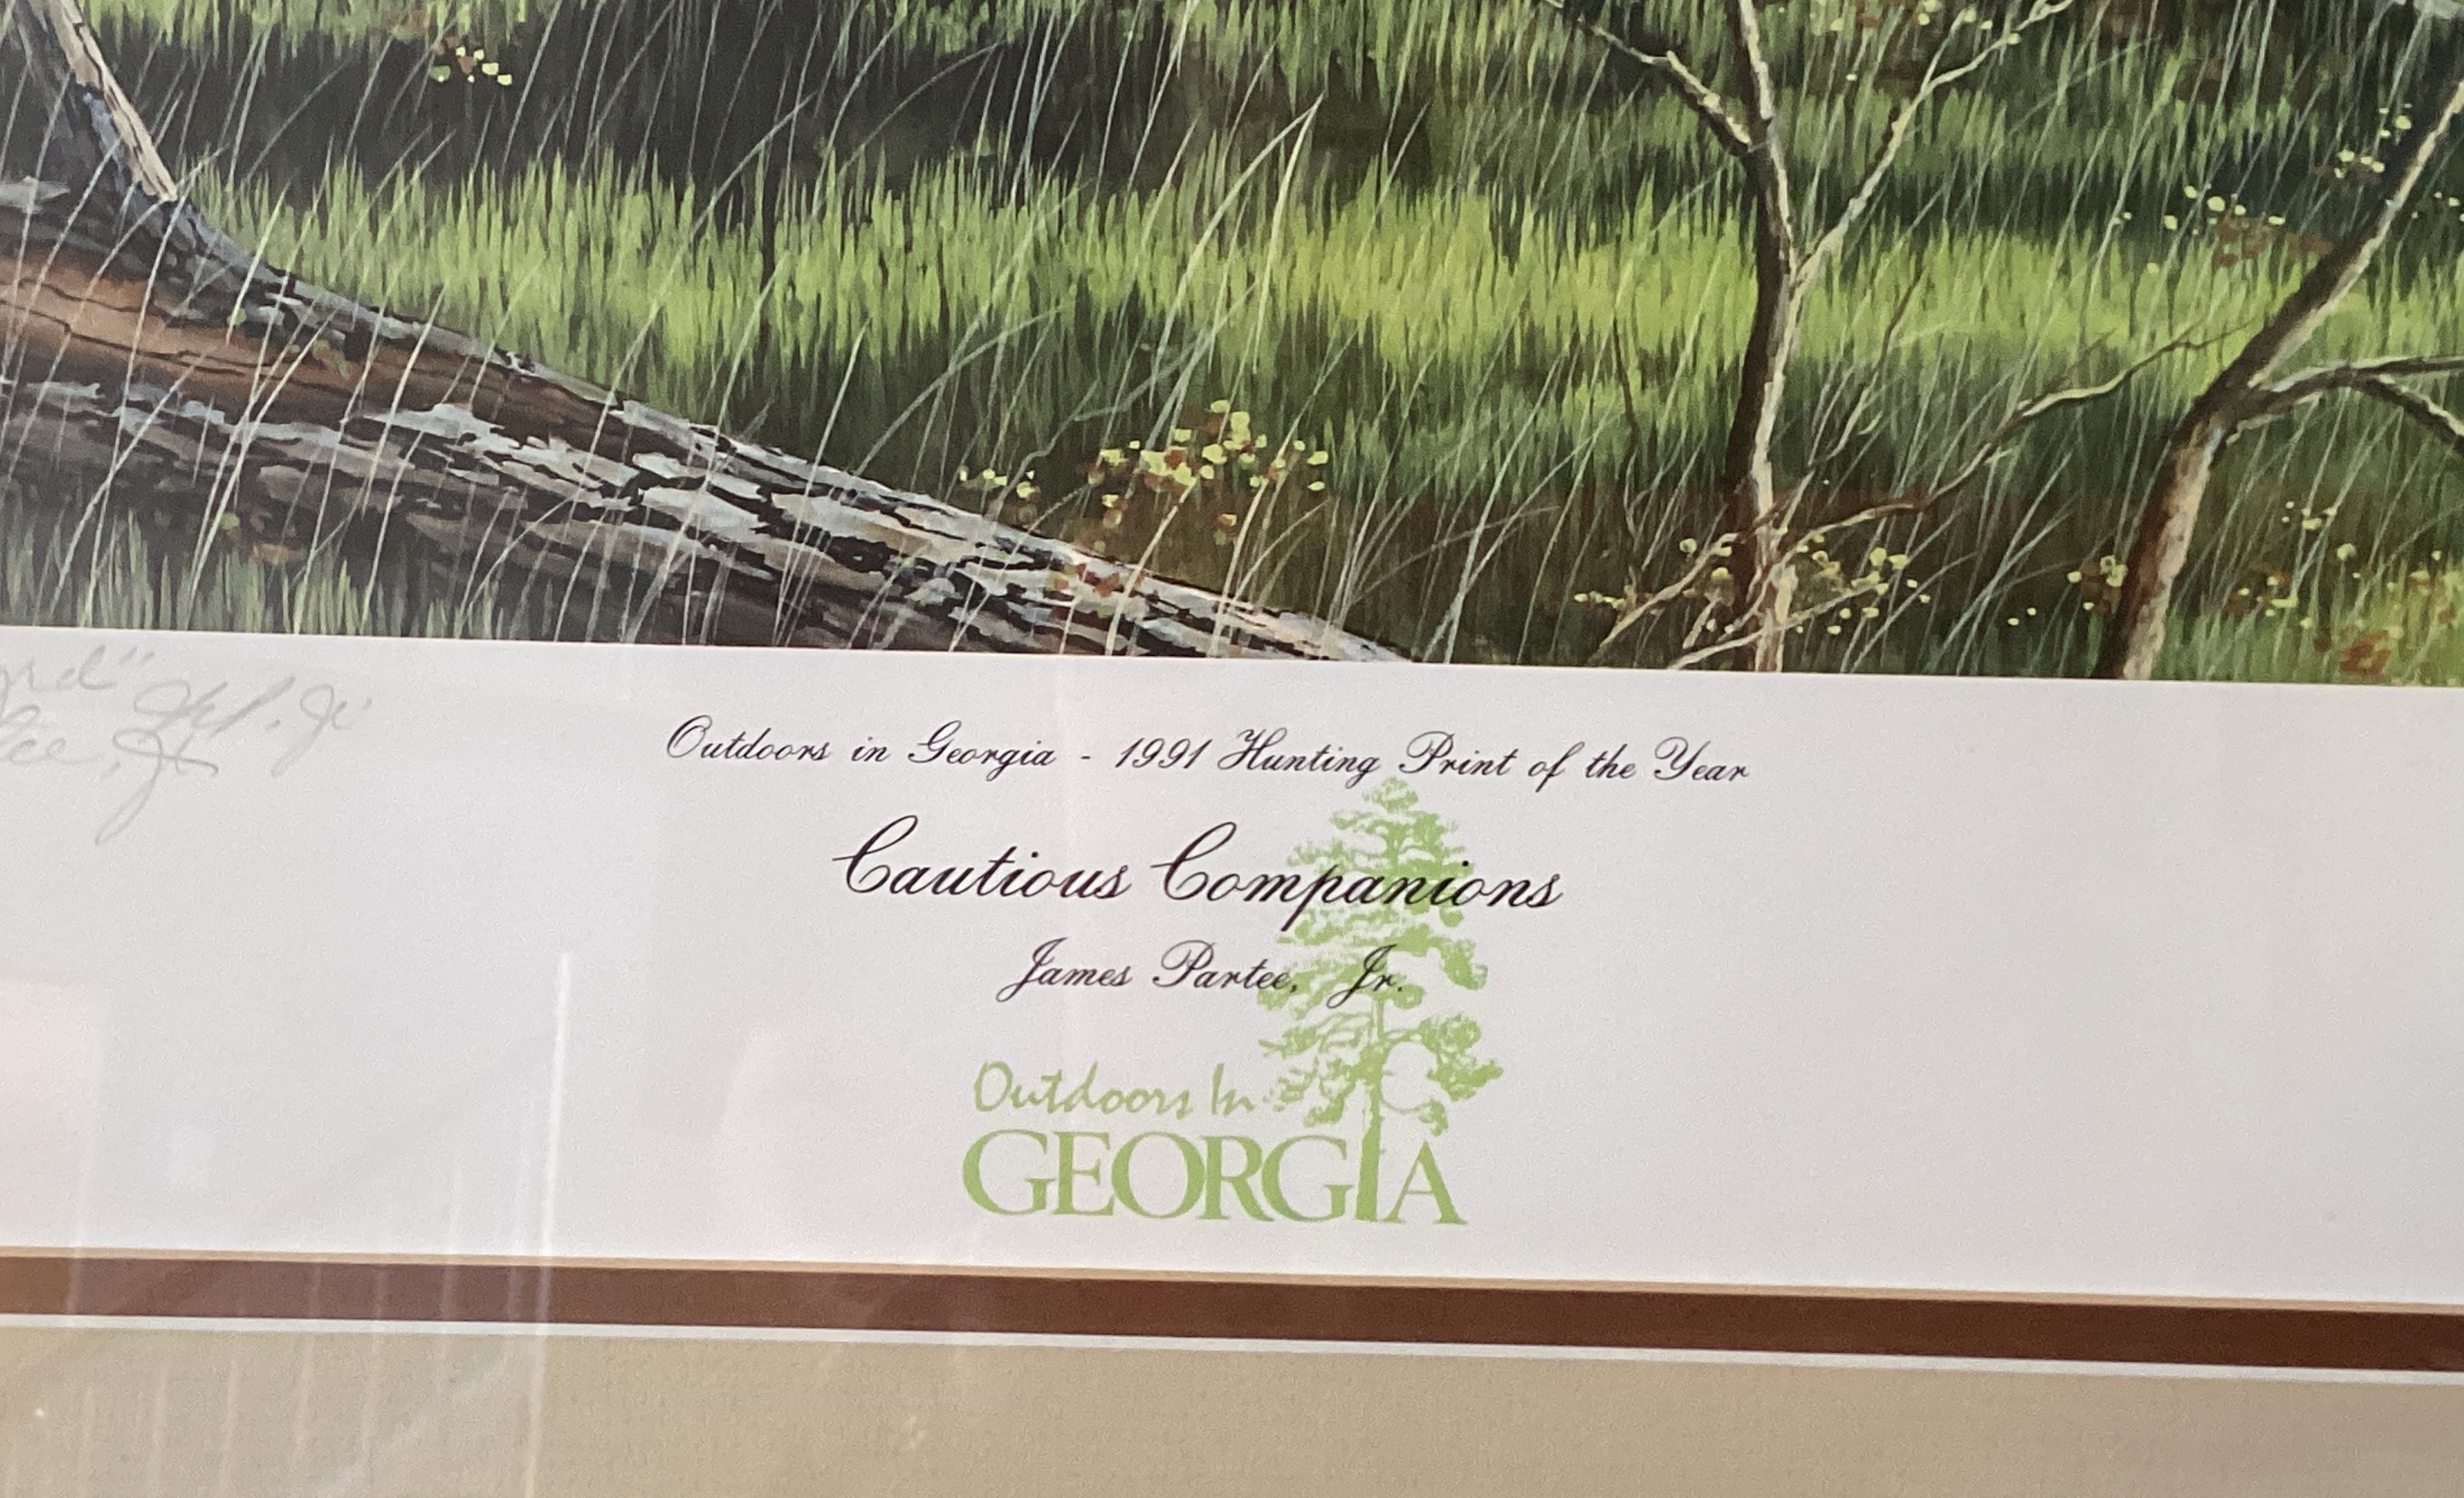 Outdoors in Georgia - 1991 Hunting Print of the Year
Cautious Companions
James Partee, Jr.
Outdoors In
GEORGIA